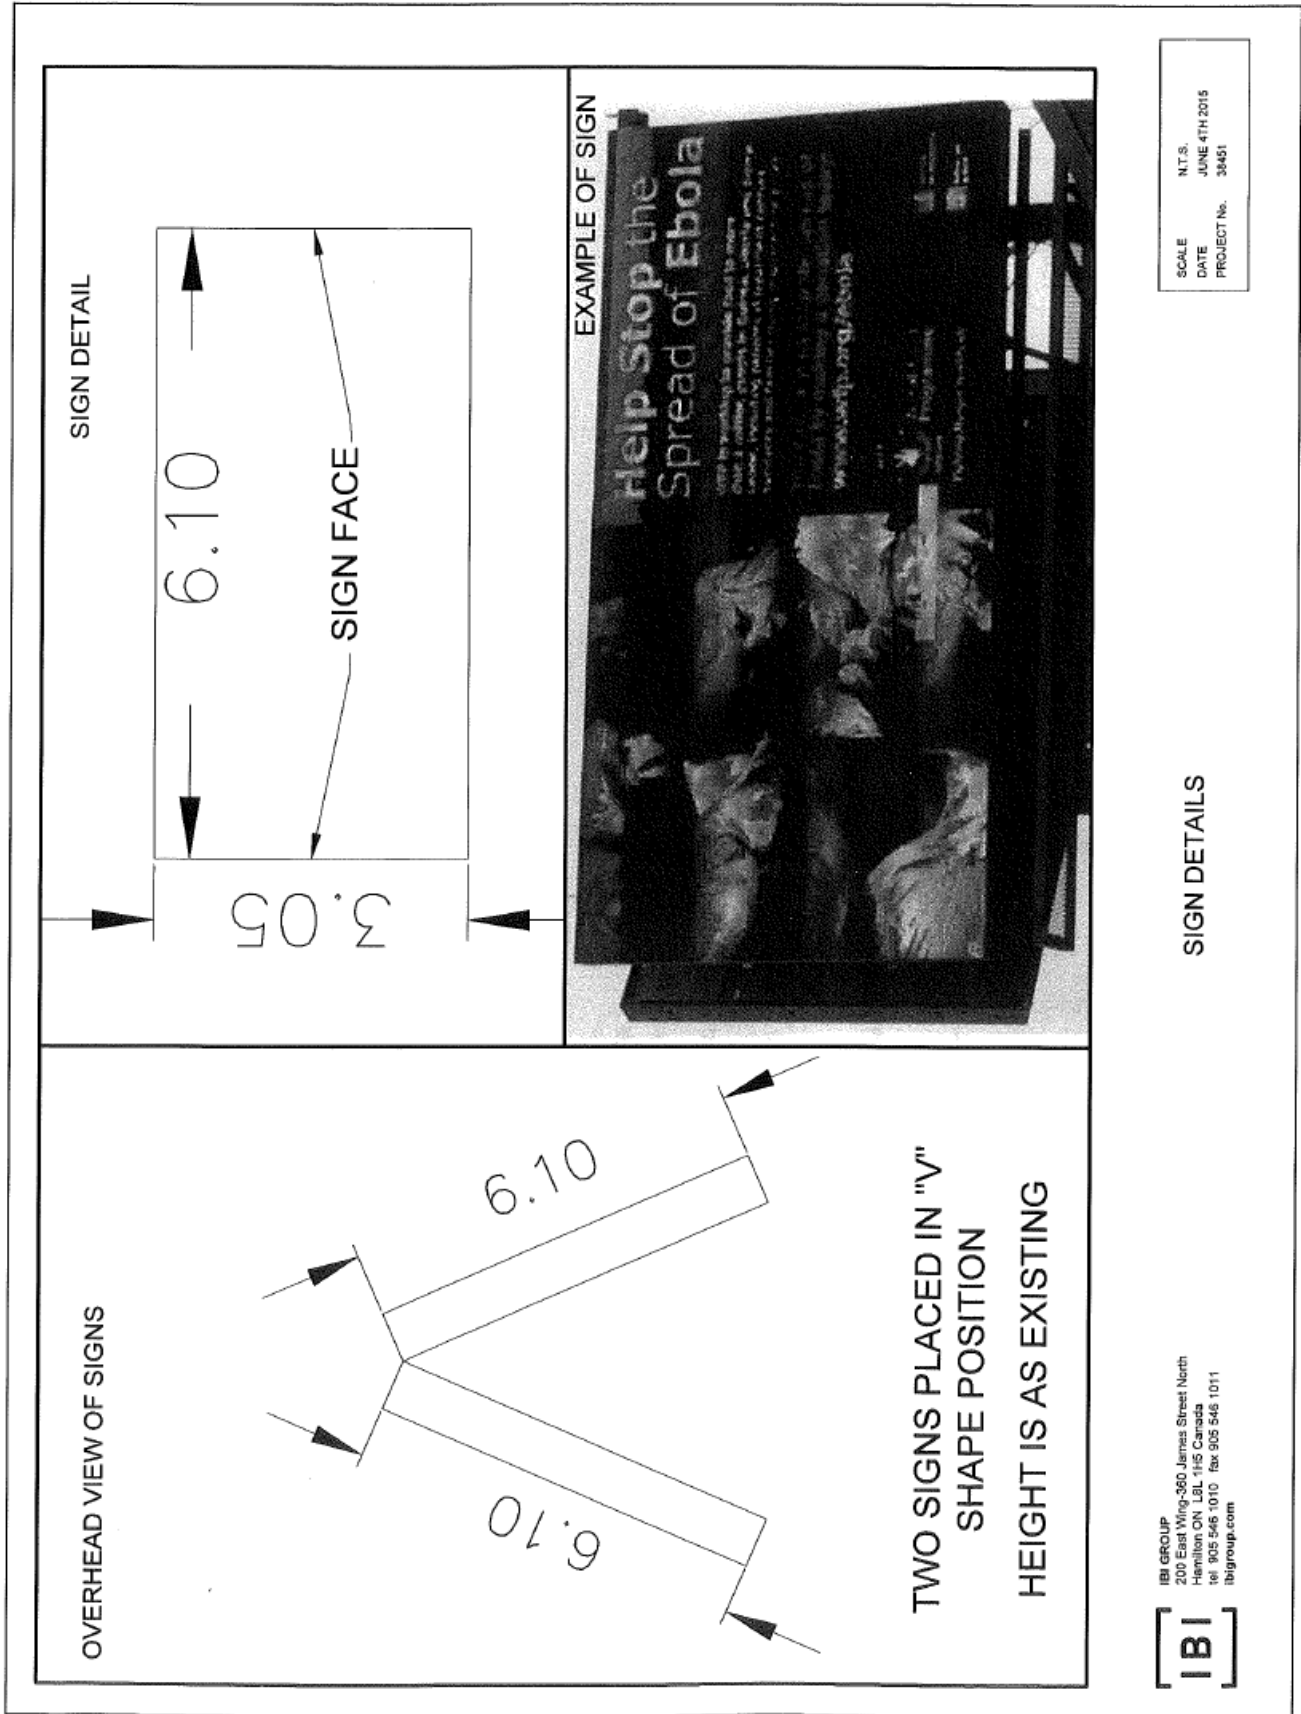 OVERHEAD VIEW OF SIGNS
6.10
6.10
TWO SIGNS PLACED IN "V"
SHAPE POSITION
HEIGHT IS AS EXISTING
SIGN DETAIL
6.10
3.05
SIGN FACE
EXAMPLE OF SIGN
Help Stop the
Spread of Ebola
Programme
[IBI]
IBI GROUP
200 East Wing-360 James Street North
Hamilton ON L8L 1H5 Canada
tel 905 546 1010 fax 905 546 1011
ibigroup.com
SIGN DETAILS
SCALE N.T.S.
DATE JUNE 4TH 2015
PROJECT No. 38451